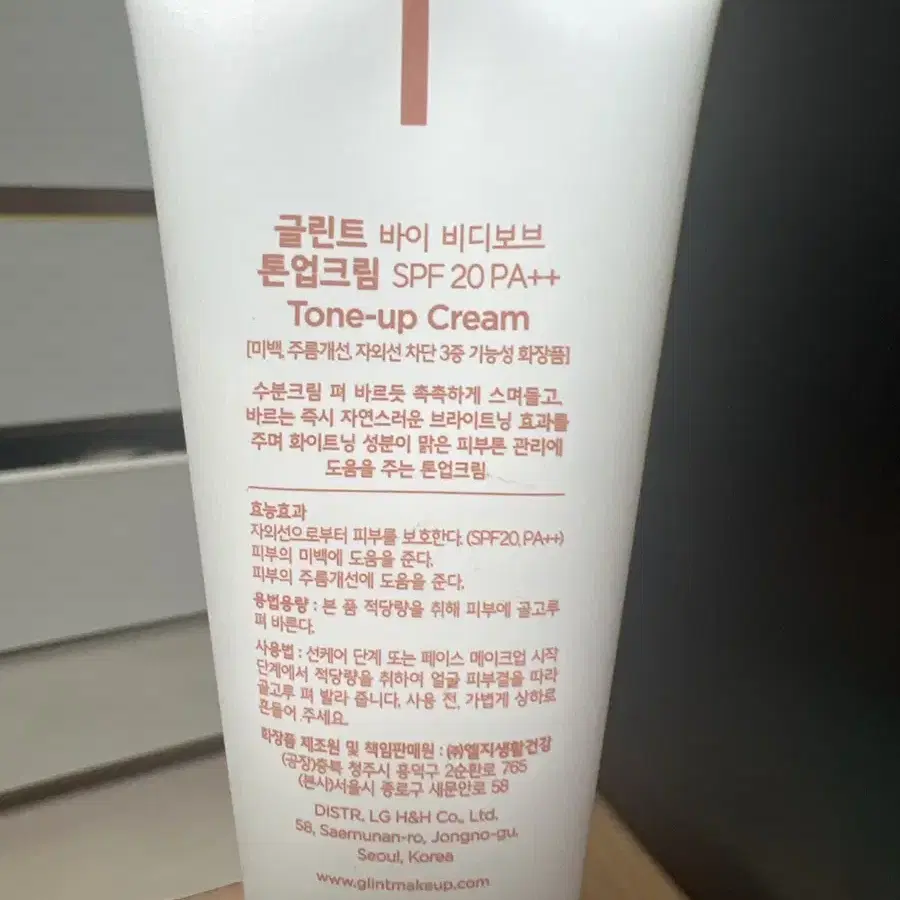 글린트 바이 비디보브
톤업크림 SPF 20 PA++
Tone-up Cream
[미백, 주름개선, 자외선 차단 3중 기능성 화장품]
수분크림 펴 바르듯 촉촉하게 스며들고,
바르는 즉시 자연스러운 브라이트닝 효과를
주며 화이트닝 성분이 맑은 피부톤 관리에
도움을 주는 톤업크림.
효능효과
자외선으로부터 피부를 보호한다. (SPF20, PA++)
피부의 미백에 도움을 준다.
피부의 주름개선에 도움을 준다.
용법용량 : 본 품 적당량을 취해 피부에 골고루
펴 바른다.
사용법 : 선케어 단계 또는 페이스 메이크업 시작
단계에서 적당량을 취하여 얼굴 피부결을 따라
골고루 펴 발라 줍니다. 사용 전, 가볍게 상하로
흔들어 주세요.
화장품 제조원 및 책임판매원 : ㈜엘지생활건강
(공장)충북 청주시 흥덕구 2순환로 765
(본사)서울시 종로구 새문안로 58
DISTR. LG H&H Co., Ltd.
58, Saemunan-ro, Jongno-gu,
Seoul, Korea
www.glintmakeup.com